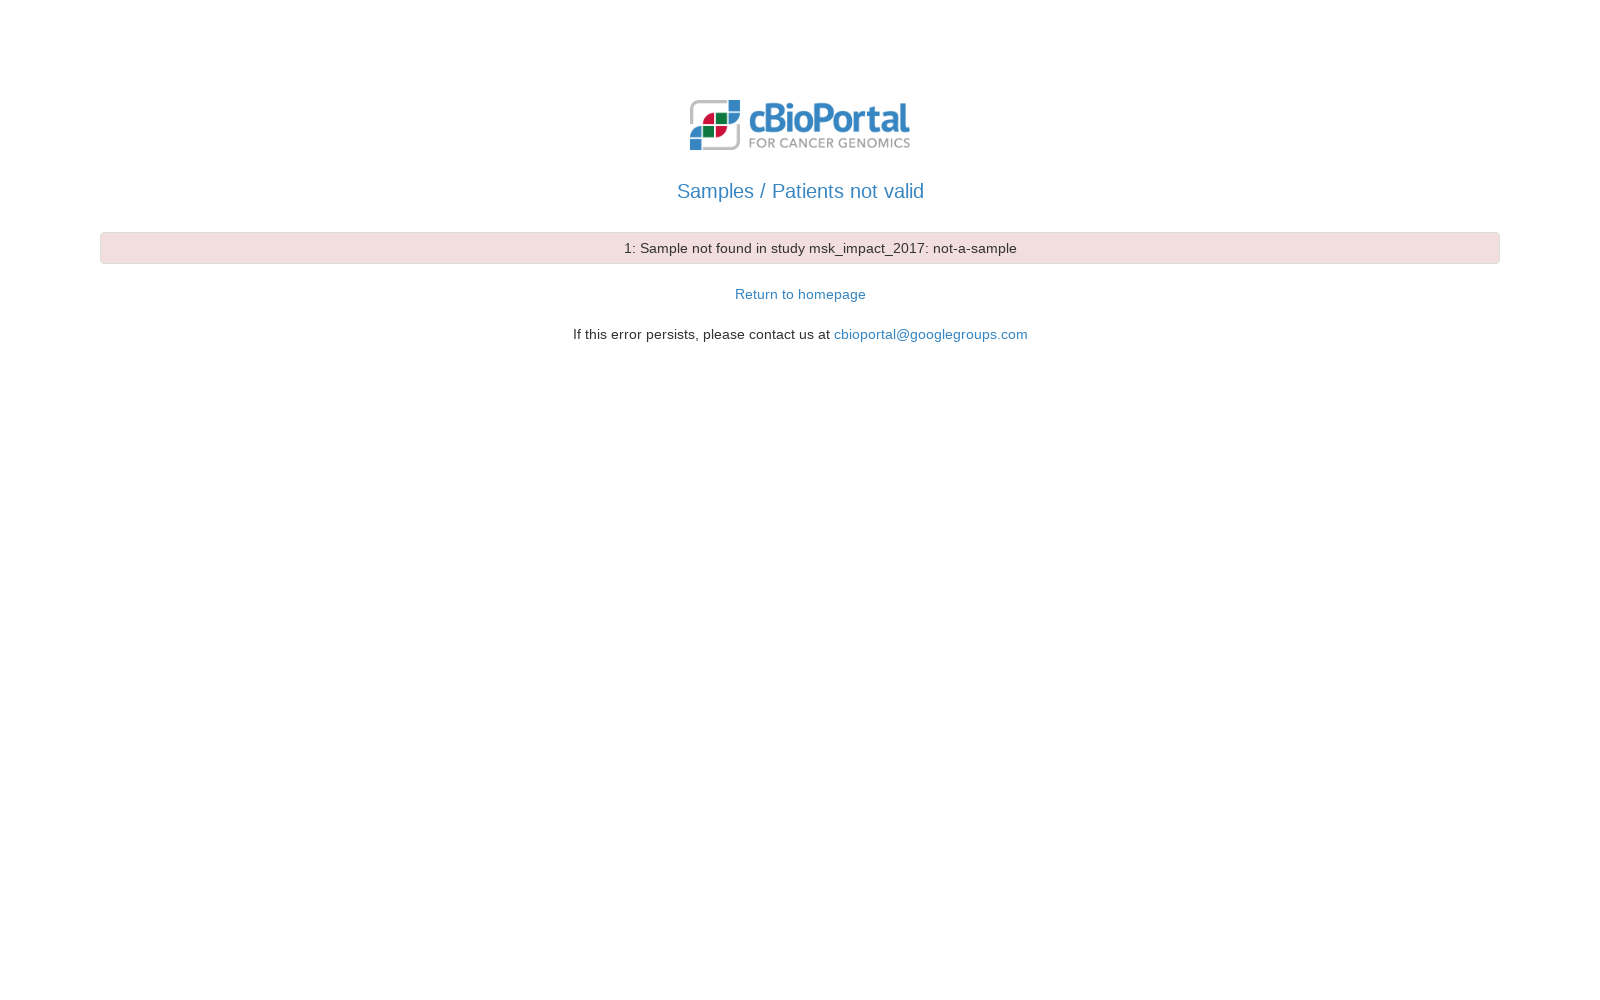 cBioPortal
FOR CANCER GENOMICS
Samples / Patients not valid
1: Sample not found in study msk_impact_2017: not-a-sample
Return to homepage
If this error persists, please contact us at cbioportal@googlegroups.com